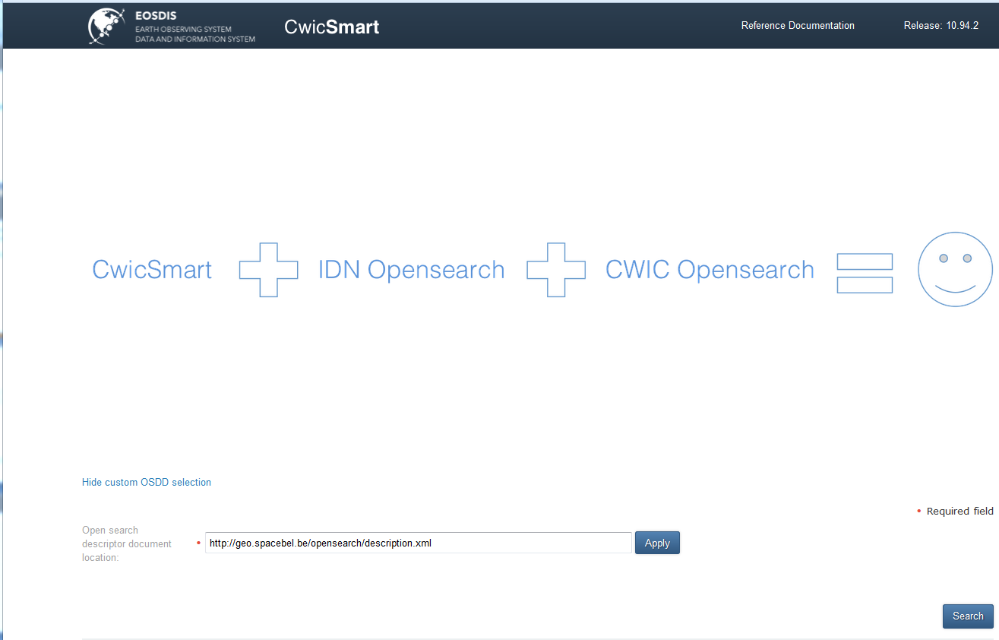 EOSDIS
EARTH OBSERVING SYSTEM
DATA AND INFORMATION SYSTEM
CwicSmart
Reference Documentation
Release: 10.94.2
CwicSmart
IDN Opensearch
CWIC Opensearch
Hide custom OSDD selection
• Required field
Open search
descriptor document
location:
• http://geo.spacebel.be/opensearch/description.xml
Apply
Search